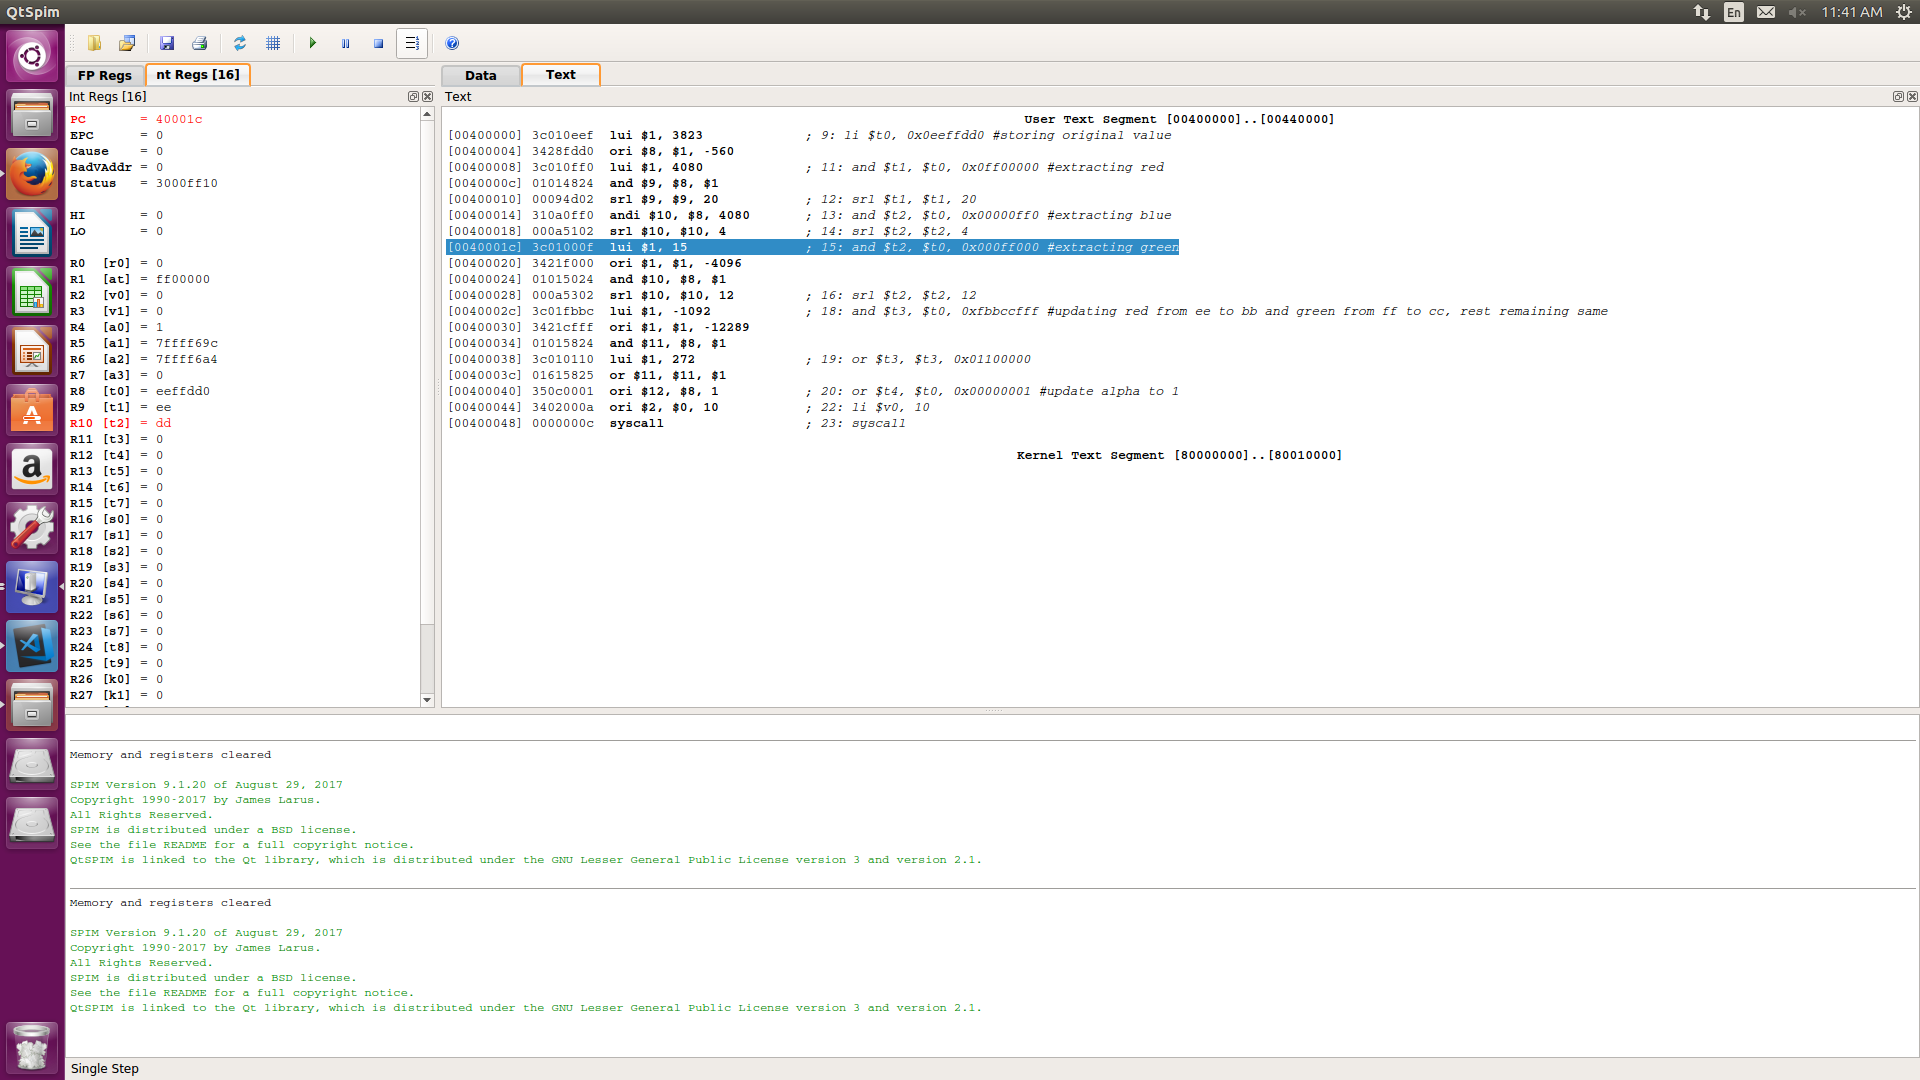 QtSpim
En
11:41 AM
FP Regs
nt Regs [16]
Data
Text
Int Regs [16]
Text
PC = 40001c
EPC = 0
Cause = 0
BadVAddr = 0
Status = 3000ff10
HI = 0
LO = 0
R0 [r0] = 0
R1 [at] = ff00000
R2 [v0] = 0
R3 [v1] = 0
R4 [a0] = 1
R5 [a1] = 7ffff69c
R6 [a2] = 7ffff6a4
R7 [a3] = 0
R8 [t0] = eeffdd0
R9 [t1] = ee
R10 [t2] = dd
R11 [t3] = 0
R12 [t4] = 0
R13 [t5] = 0
R14 [t6] = 0
R15 [t7] = 0
R16 [s0] = 0
R17 [s1] = 0
R18 [s2] = 0
R19 [s3] = 0
R20 [s4] = 0
R21 [s5] = 0
R22 [s6] = 0
R23 [s7] = 0
R24 [t8] = 0
R25 [t9] = 0
R26 [k0] = 0
R27 [k1] = 0
User Text Segment [00400000]..[00440000]
[00400000] 3c010eef lui $1, 3823 ; 9: li $t0, 0x0eeffdd0 #storing original value
[00400004] 3428fdd0 ori $8, $1, -560
[00400008] 3c010ff0 lui $1, 4080 ; 11: and $t1, $t0, 0x0ff00000 #extracting red
[0040000c] 01014824 and $9, $8, $1
[00400010] 00094d02 srl $9, $9, 20 ; 12: srl $t1, $t1, 20
[00400014] 310a0ff0 andi $10, $8, 4080 ; 13: and $t2, $t0, 0x00000ff0 #extracting blue
[00400018] 000a5102 srl $10, $10, 4 ; 14: srl $t2, $t2, 4
[0040001c] 3c01000f lui $1, 15 ; 15: and $t2, $t0, 0x000ff000 #extracting green
[00400020] 3421f000 ori $1, $1, -4096
[00400024] 01015024 and $10, $8, $1
[00400028] 000a5302 srl $10, $10, 12 ; 16: srl $t2, $t2, 12
[0040002c] 3c01fbbc lui $1, -1092 ; 18: and $t3, $t0, 0xfbbccfff #updating red from ee to bb and green from ff to cc, rest remaining same
[00400030] 3421cfff ori $1, $1, -12289
[00400034] 01015824 and $11, $8, $1
[00400038] 3c010110 lui $1, 272 ; 19: or $t3, $t3, 0x01100000
[0040003c] 01615825 or $11, $11, $1
[00400040] 350c0001 ori $12, $8, 1 ; 20: or $t4, $t0, 0x00000001 #update alpha to 1
[00400044] 3402000a ori $2, $0, 10 ; 22: li $v0, 10
[00400048] 0000000c syscall ; 23: syscall
Kernel Text Segment [80000000]..[80010000]
Memory and registers cleared
SPIM Version 9.1.20 of August 29, 2017
Copyright 1990-2017 by James Larus.
All Rights Reserved.
SPIM is distributed under a BSD license.
See the file README for a full copyright notice.
QtSPIM is linked to the Qt library, which is distributed under the GNU Lesser General Public License version 3 and version 2.1.
Memory and registers cleared
SPIM Version 9.1.20 of August 29, 2017
Copyright 1990-2017 by James Larus.
All Rights Reserved.
SPIM is distributed under a BSD license.
See the file README for a full copyright notice.
QtSPIM is linked to the Qt library, which is distributed under the GNU Lesser General Public License version 3 and version 2.1.
Single Step